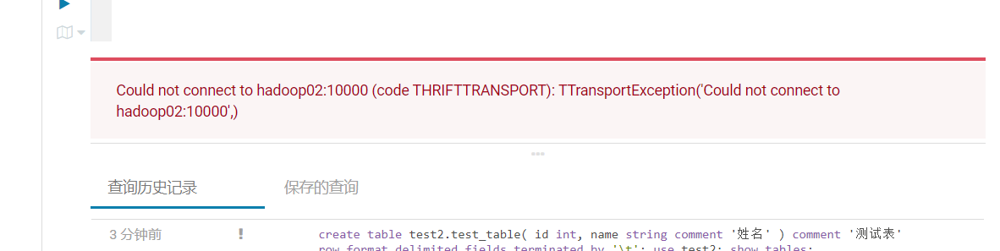 Could not connect to hadoop02:10000 (code THRIFTTRANSPORT): TTransportException('Could not connect to
hadoop02:10000',)
查询历史记录 保存的查询
3 分钟前 ! create table test2.test_table( id int, name string comment '姓名' ) comment '测试表'
row format delimited fields terminated by '\t'; use test2; show tables;